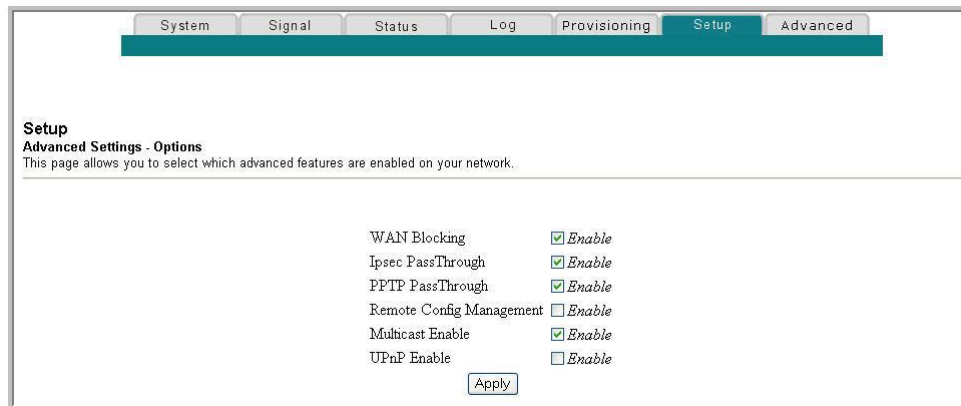 System Signal Status Log Provisioning Setup Advanced
Setup
Advanced Settings - Options
This page allows you to select which advanced features are enabled on your network.
WAN Blocking Enable
Ipsec PassThrough Enable
PPTP PassThrough Enable
Remote Config Management Enable
Multicast Enable Enable
UPnP Enable Enable
Apply